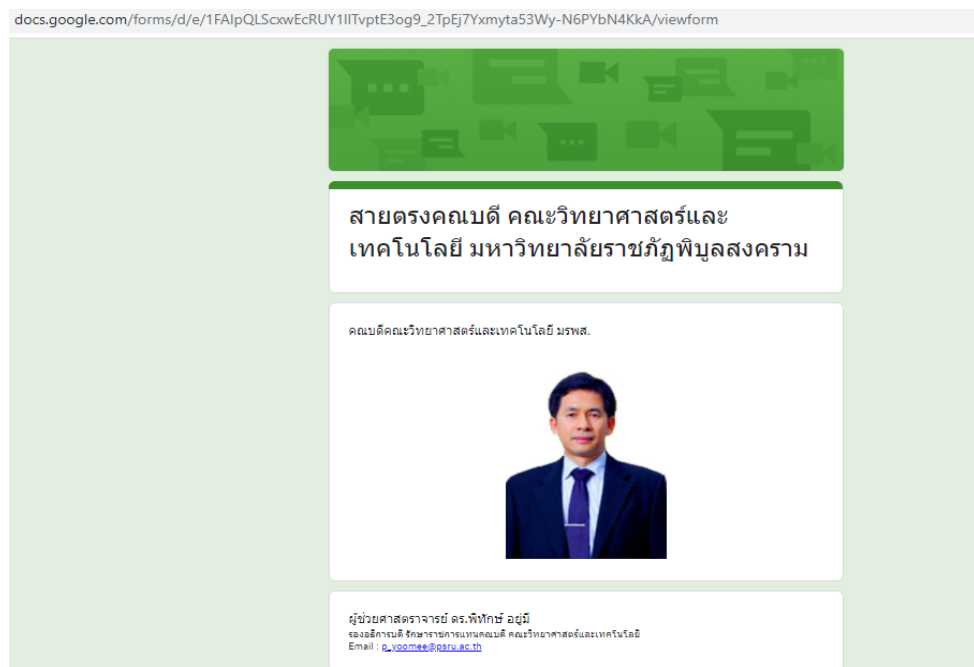 docs.google.com/forms/d/e/1FAIpQLScxwEcRUY1IlTvptE3og9_2TpEj7Yxmyta53Wy-N6PYbN4KkA/viewform
สายตรงคณบดี คณะวิทยาศาสตร์และ
เทคโนโลยี มหาวิทยาลัยราชภัฏพิบูลสงคราม
คณบดีคณะวิทยาศาสตร์และเทคโนโลยี มรพส.
ผู้ช่วยศาสตราจารย์ ดร.พิทักษ์ อยู่มี
รองอธิการบดี รักษาราชการแทนคณบดี คณะวิทยาศาสตร์และเทคโนโลยี
Email : p_yoomee@psru.ac.th